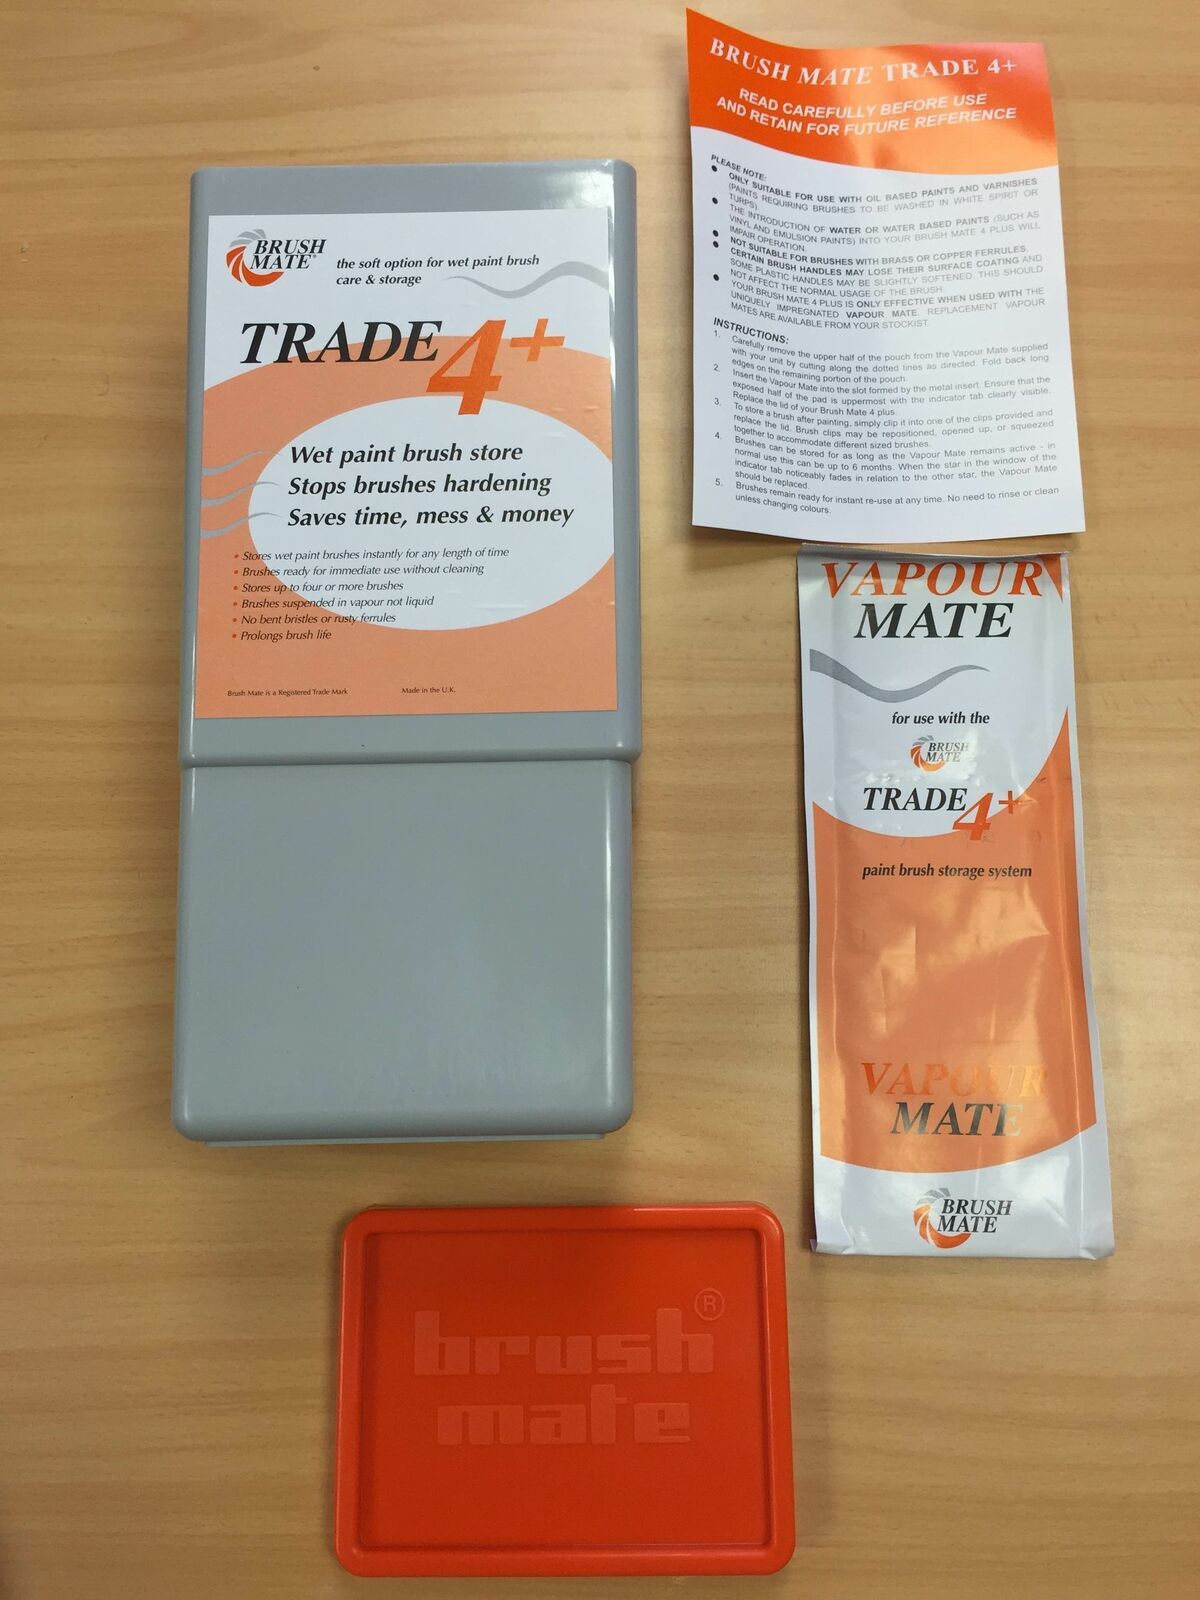 BRUSH
MATE®
the soft option for wet paint brush
care & storage
TRADE 4+
Wet paint brush store
Stops brushes hardening
Saves time, mess & money
• Stores wet paint brushes instantly for any length of time
• Brushes ready for immediate use without cleaning
• Stores up to four or more brushes
• Brushes suspended in vapour not liquid
• No bent bristles or rusty ferrules
• Prolongs brush life
Brush Mate is a Registered Trade Mark
Made in the U.K.
BRUSH MATE TRADE 4+
READ CAREFULLY BEFORE USE
AND RETAIN FOR FUTURE REFERENCE
PLEASE NOTE:
● ONLY SUITABLE FOR USE WITH OIL BASED PAINTS AND VARNISHES
(PAINTS REQUIRING BRUSHES TO BE WASHED IN WHITE SPIRIT OR
TURPS).
● THE INTRODUCTION OF WATER OR WATER BASED PAINTS (SUCH AS
VINYL AND EMULSION PAINTS) INTO YOUR BRUSH MATE 4 PLUS WILL
IMPAIR OPERATION.
● NOT SUITABLE FOR BRUSHES WITH BRASS OR COPPER FERRULES.
● CERTAIN BRUSH HANDLES MAY LOSE THEIR SURFACE COATING AND
SOME PLASTIC HANDLES MAY BE SLIGHTLY SOFTENED. THIS SHOULD
NOT AFFECT THE NORMAL USAGE OF THE BRUSH.
● YOUR BRUSH MATE 4 PLUS IS ONLY EFFECTIVE WHEN USED WITH THE
UNIQUELY IMPREGNATED VAPOUR MATE. REPLACEMENT VAPOUR
MATES ARE AVAILABLE FROM YOUR STOCKIST.
INSTRUCTIONS:
1. Carefully remove the upper half of the pouch from the Vapour Mate supplied
with your unit by cutting along the dotted lines as directed. Fold back long
edges on the remaining portion of the pouch.
2. Insert the Vapour Mate into the slot formed by the metal insert. Ensure that the
exposed half of the pad is uppermost with the indicator tab clearly visible.
Replace the lid of your Brush Mate 4 plus.
3. To store a brush after painting, simply clip it into one of the clips provided and
replace the lid. Brush clips may be repositioned, opened up, or squeezed
together to accommodate different sized brushes.
4. Brushes can be stored for as long as the Vapour Mate remains active - in
normal use this can be up to 6 months. When the star in the window of the
indicator tab noticeably fades in relation to the other star, the Vapour Mate
should be replaced.
5. Brushes remain ready for instant re-use at any time. No need to rinse or clean
unless changing colours.
VAPOUR
MATE
for use with the
BRUSH
MATE
TRADE 4+
paint brush storage system
VAPOUR
MATE
BRUSH
MATE
brush®
mate